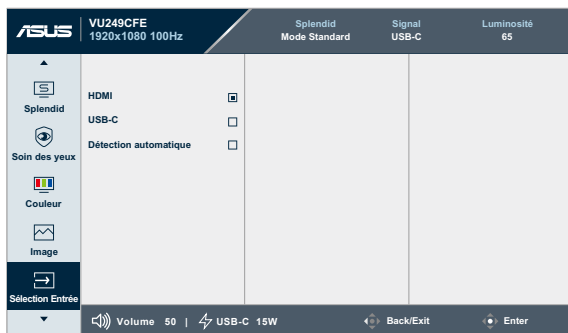 ASUS
VU249CFE
1920x1080 100Hz
Splendid
Mode Standard
Signal
USB-C
Luminosité
65
Splendid
Soin des yeux
Couleur
Image
Sélection Entrée
HDMI
USB-C
Détection automatique
Volume 50 | USB-C 15W
Back/Exit
Enter